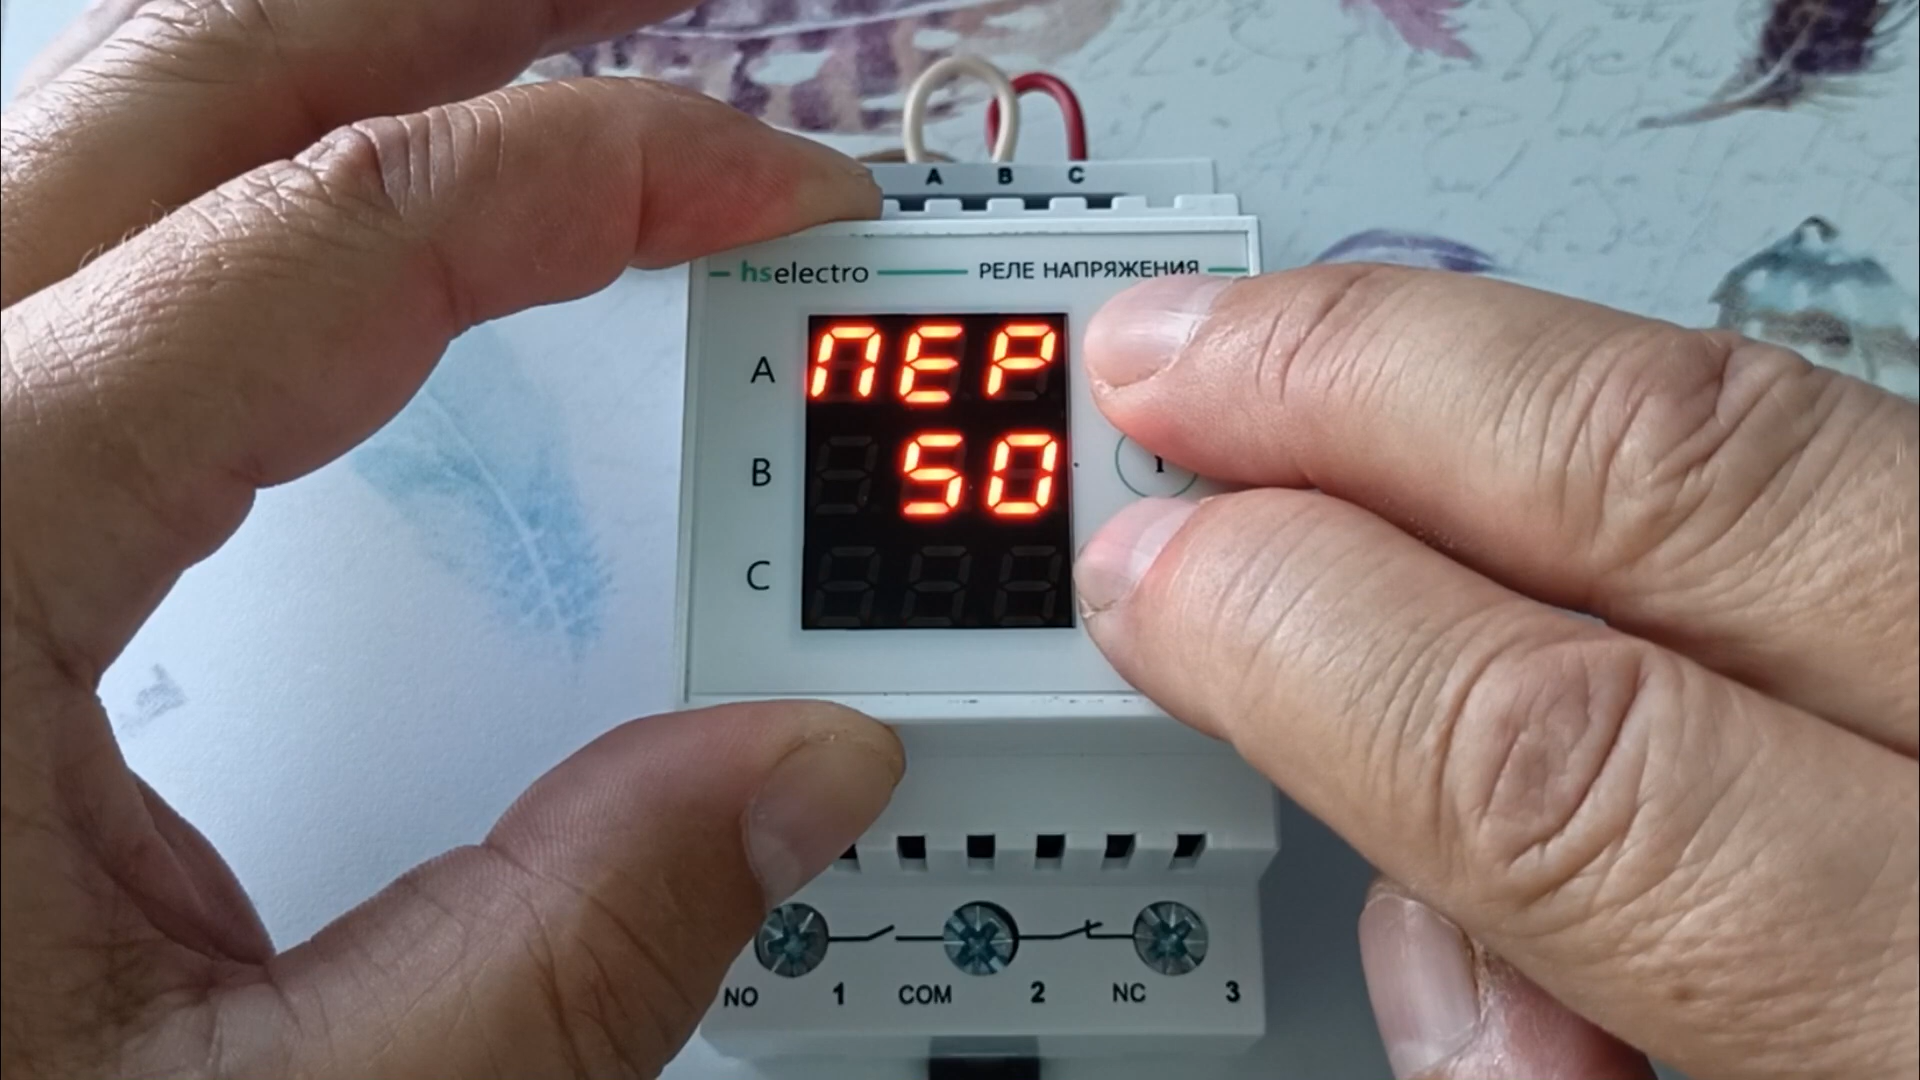 A B C
hselectro РЕЛЕ НАПРЯЖЕНИЯ
A ПЕР
B 50
C
i
NO 1 COM 2 NC 3